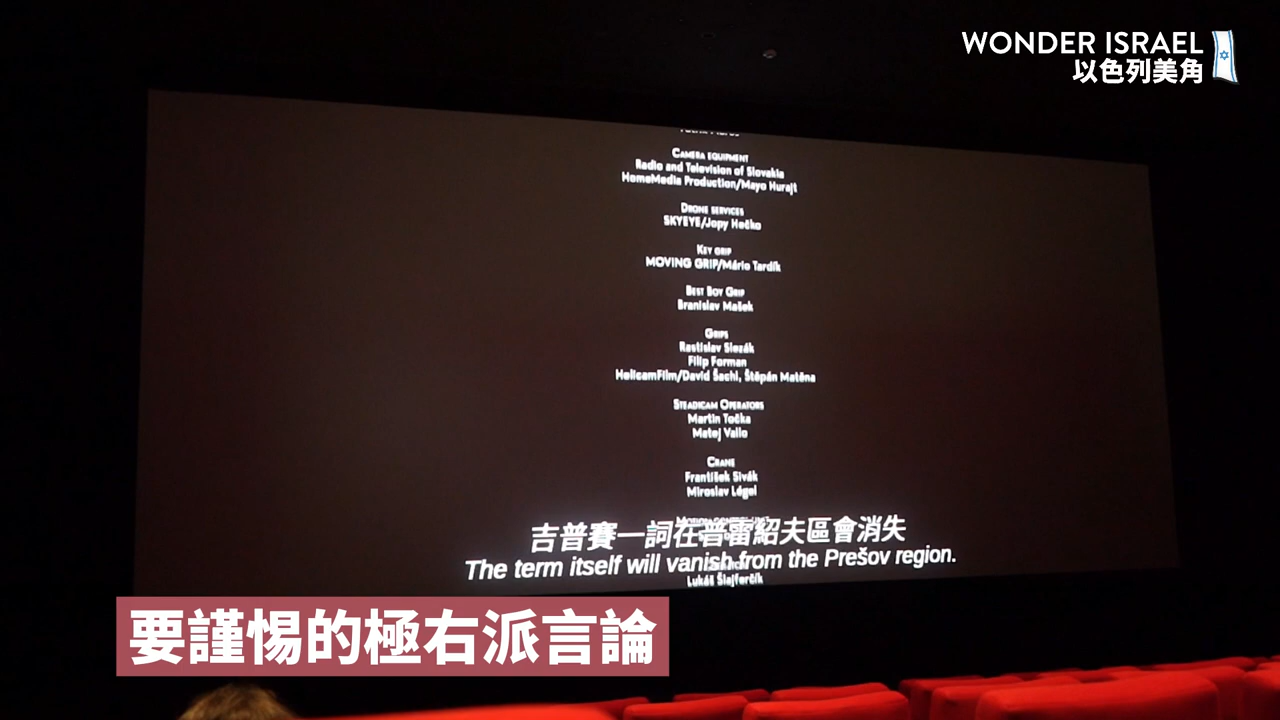 WONDER ISRAEL
以色列美角
CAMERA EQUIPMENT
Radio and Television of Slovakia
HomeMedia Production/Mayo Hurajt
DRONE SERVICES
SKYEYE/Jopy Hečko
KEY GRIP
MOVING GRIP/Mário Tardík
BEST BOY GRIP
Branislav Mašek
GRIPS
Rastislav Slezák
Filip Forman
HelicamFilm/David Šachl, Štěpán Matěna
STEADICAM OPERATORS
Martin Točka
Matej Vallo
CRANE
František Sivák
Miroslav Légel
吉普賽一詞在普雷紹夫區會消失
The term itself will vanish from the Prešov region.
Lukáš Šlajferčík
要謹惕的極右派言論